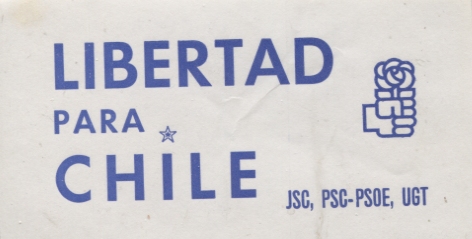 LIBERTAD
PARA
CHILE
JSC, PSC-PSOE, UGT